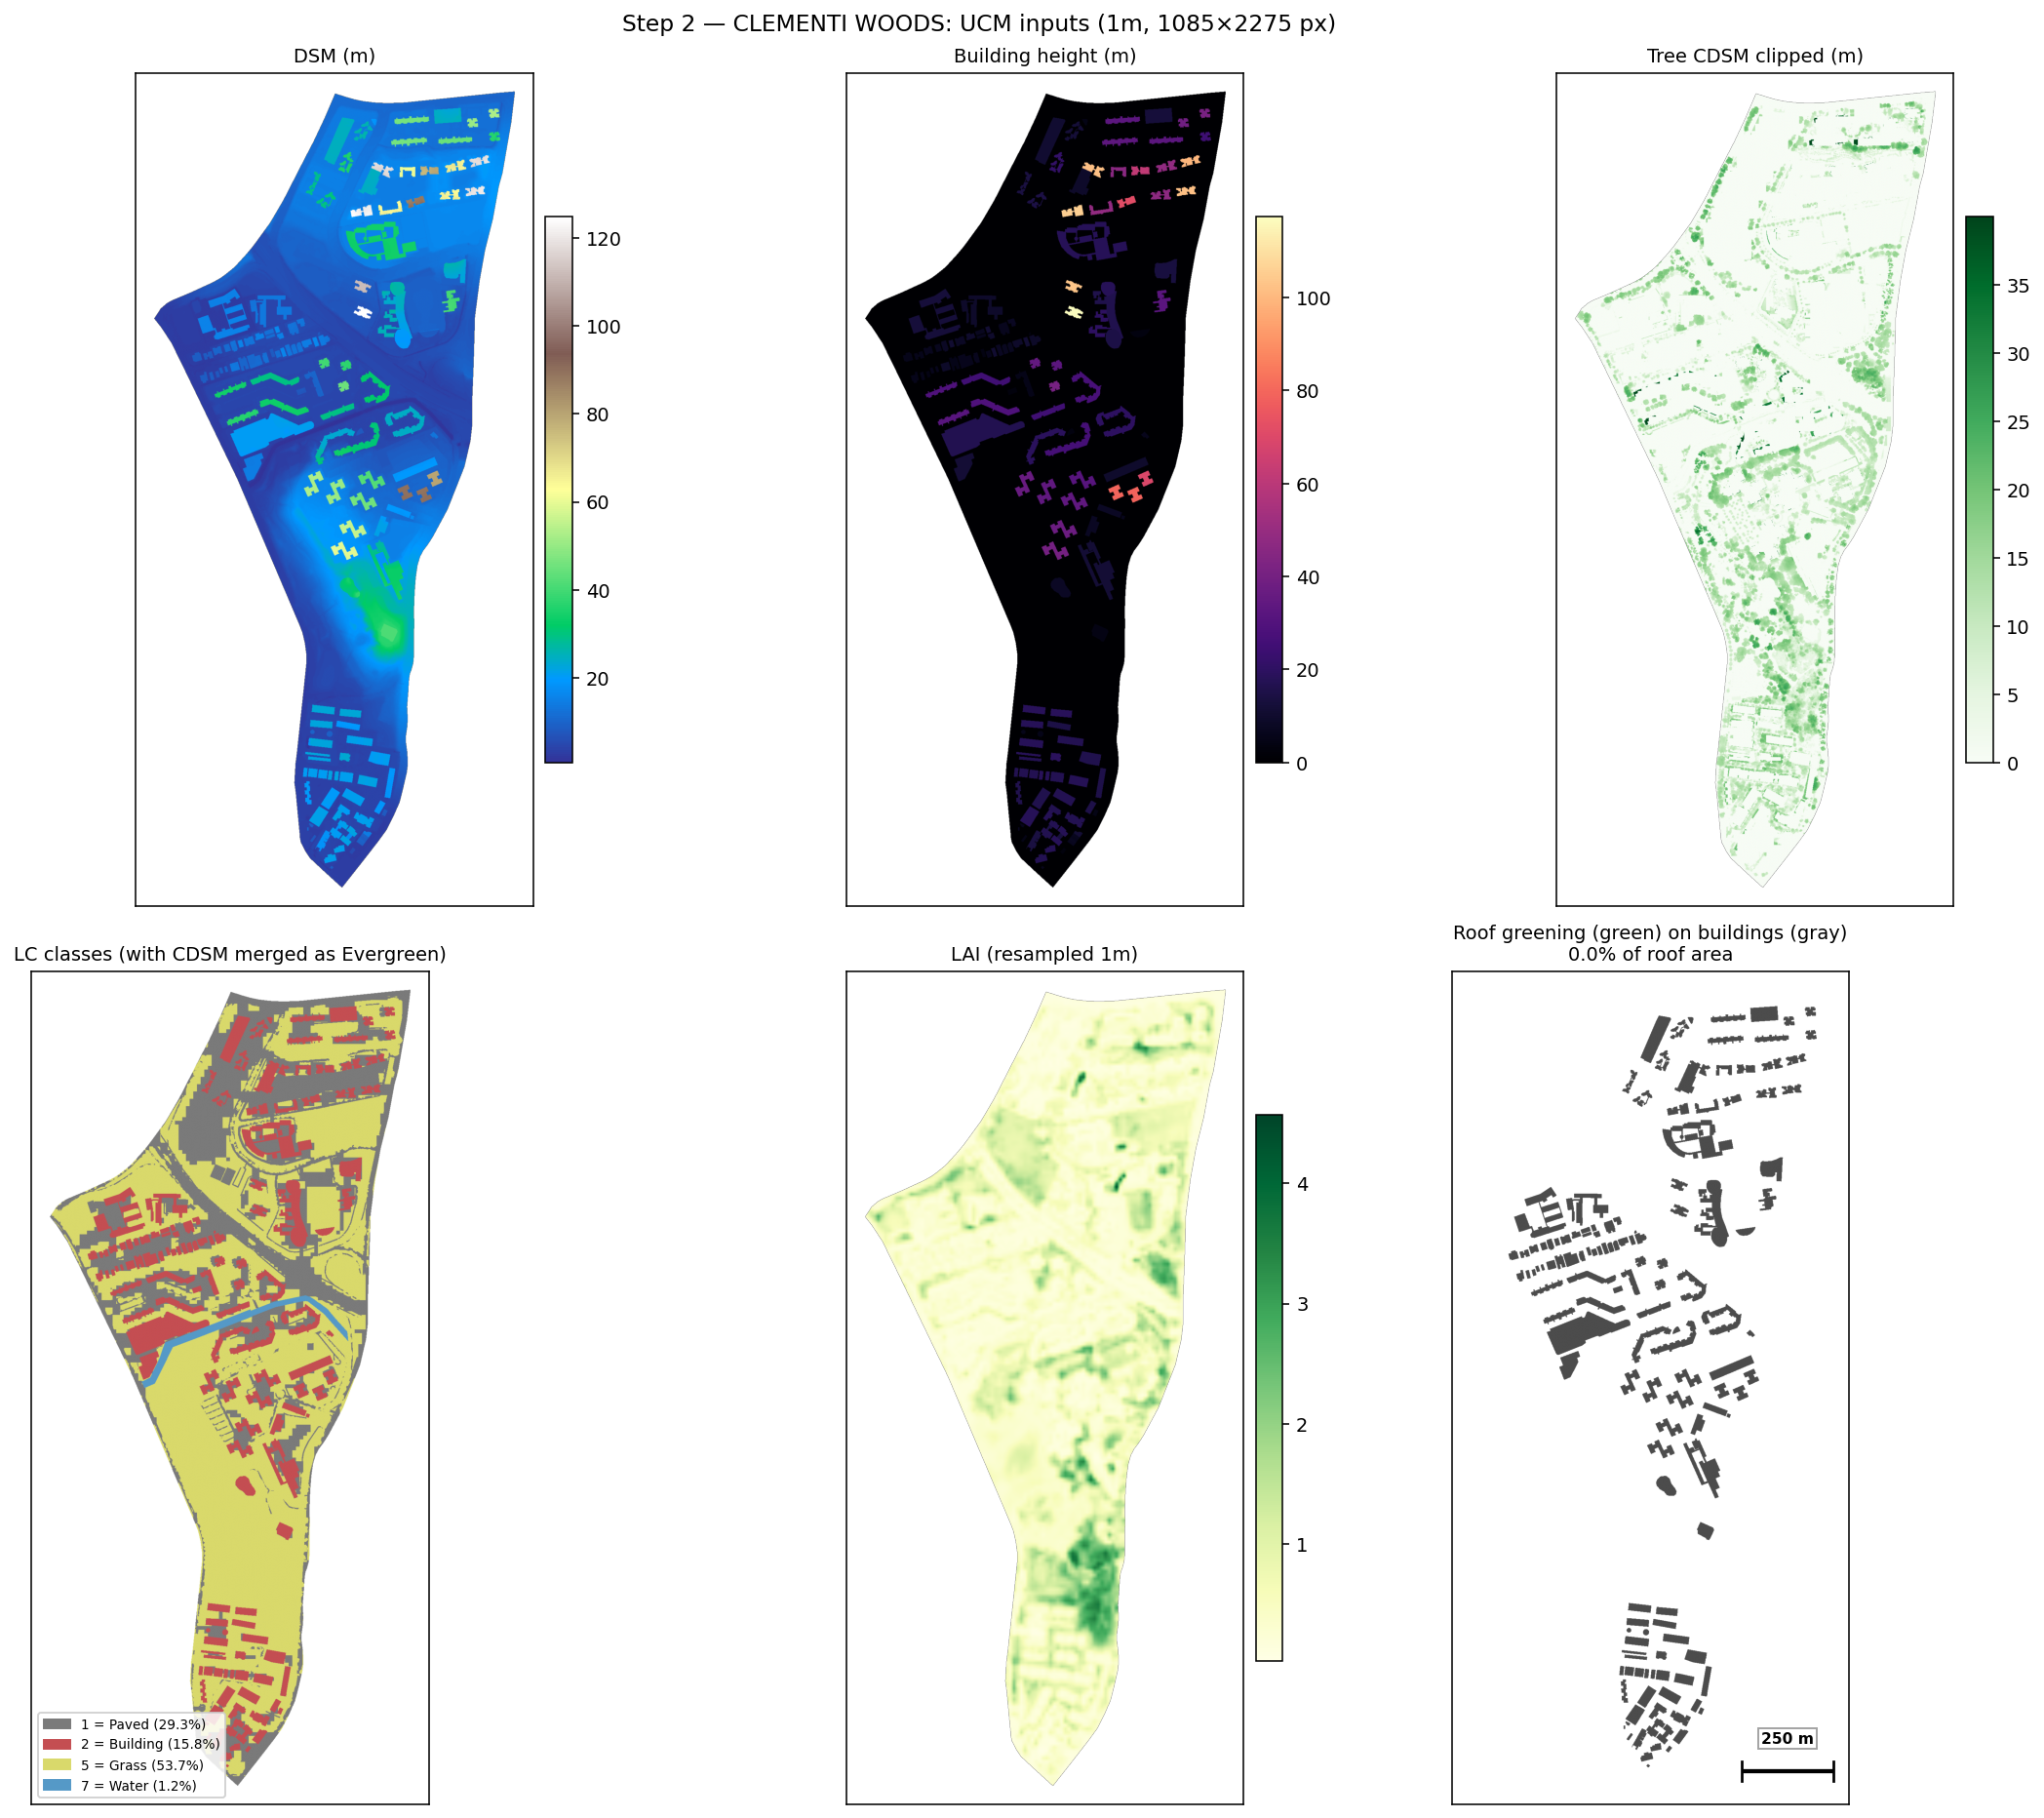 Step 2 — CLEMENTI WOODS: UCM inputs (1m, 1085×2275 px)
DSM (m)
120
100
80
60
40
20
Building height (m)
100
80
60
40
20
0
Tree CDSM clipped (m)
35
30
25
20
15
10
5
0
LC classes (with CDSM merged as Evergreen)
1 = Paved (29.3%)
2 = Building (15.8%)
5 = Grass (53.7%)
7 = Water (1.2%)
LAI (resampled 1m)
4
3
2
1
Roof greening (green) on buildings (gray)
0.0% of roof area
250 m